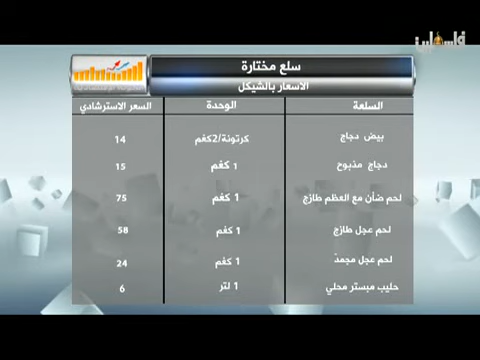 فلسطين
سلع مختارة
الاسعار بالشيكل
السلعة الوحدة السعر الاسترشادي
بيض دجاج كرتونة/2كغم 14
دجاج مذبوح 1 كغم 15
لحم ضأن مع العظم طازج 1 كغم 75
لحم عجل طازج 1 كغم 58
لحم عجل مجمد 1 كغم 24
حليب مبستر محلي 1 لتر 6